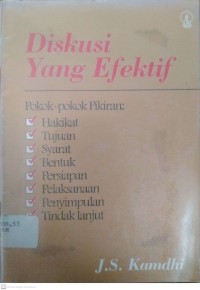 Diskusi
Yang Efektif
Pokok-pokok Pikiran:
Hakikat
Tujuan
Syarat
Bentuk
Persiapan
Pelaksanaan
Penyimpulan
Tindak lanjut
J.S. Kamdhi